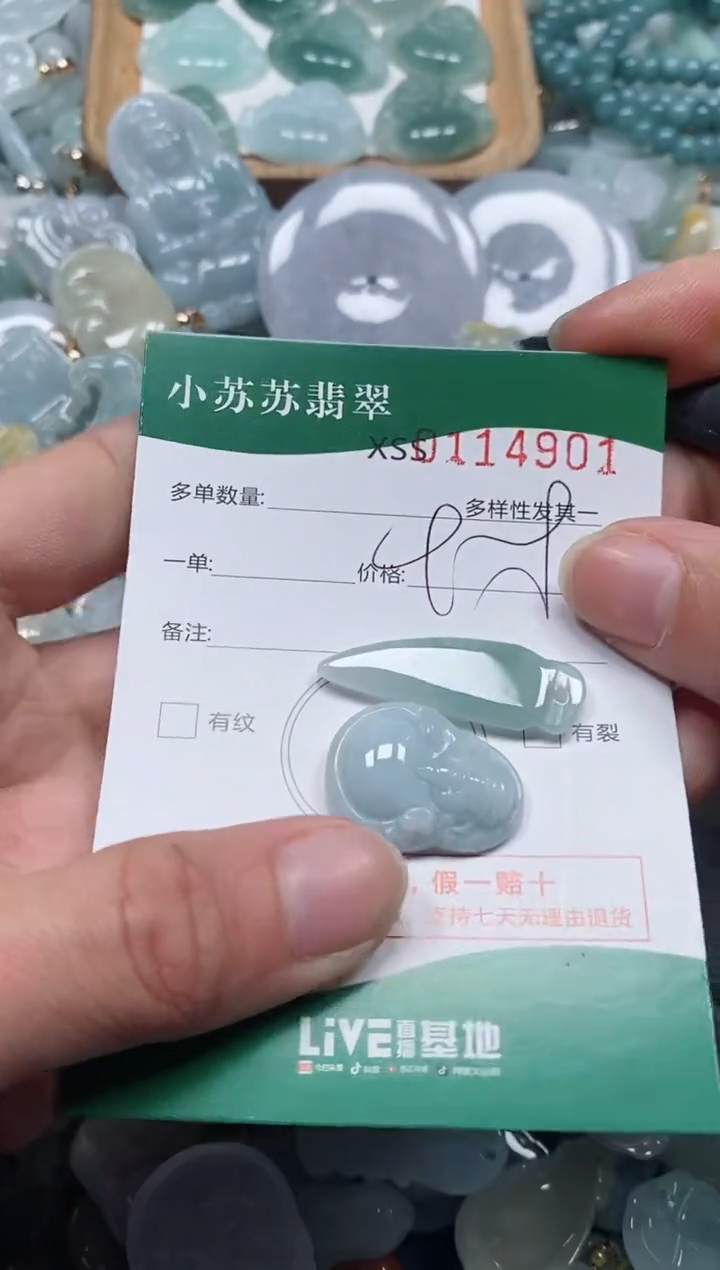 小苏苏翡翠
XSS0114901
多单数量:
多样性发其一
一单:
价格:
备注:
有纹
有裂
，假一赔十
支持七天无理由退货
LiVE直播基地